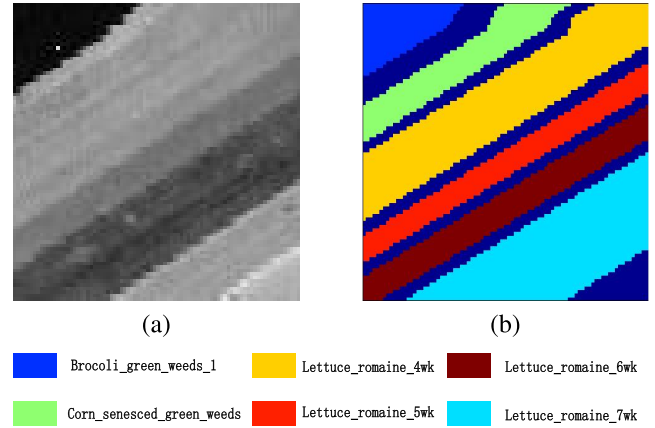 (a)
(b)
Brocoli_green_weeds_1
Lettuce_romaine_4wk
Lettuce_romaine_6wk
Corn_senesced_green_weeds
Lettuce_romaine_5wk
Lettuce_romaine_7wk